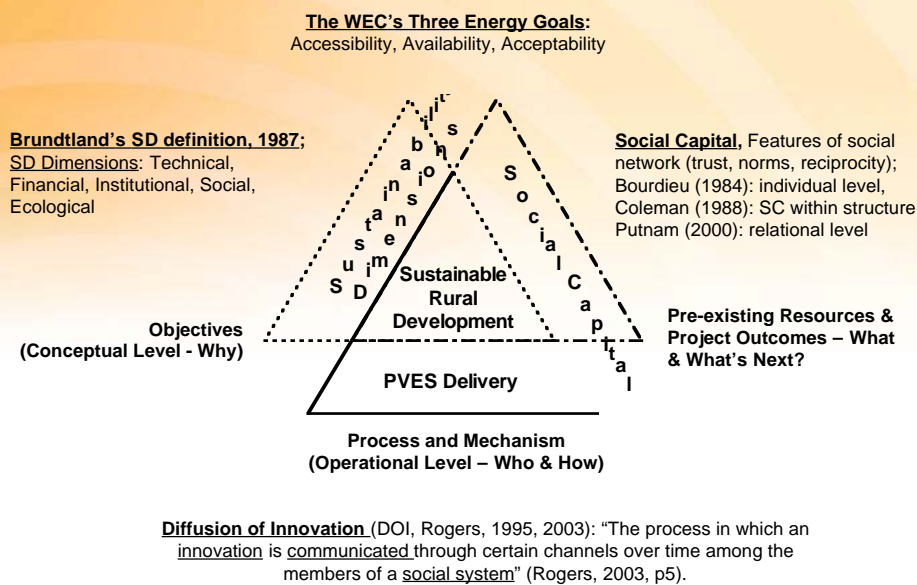 The WEC's Three Energy Goals:
Accessibility, Availability, Acceptability
Brundtland's SD definition, 1987;
SD Dimensions: Technical,
Financial, Institutional, Social,
Ecological
Social Capital, Features of social
network (trust, norms, reciprocity);
Bourdieu (1984): individual level,
Coleman (1988): SC within structure
Putnam (2000): relational level
Sustainabilit
Dimensions
Social Capital
Sustainable
Rural
Development
Objectives
(Conceptual Level - Why)
Pre-existing Resources &
Project Outcomes – What
& What's Next?
PVES Delivery
Process and Mechanism
(Operational Level – Who & How)
Diffusion of Innovation (DOI, Rogers, 1995, 2003): "The process in which an
innovation is communicated through certain channels over time among the
members of a social system" (Rogers, 2003, p5).